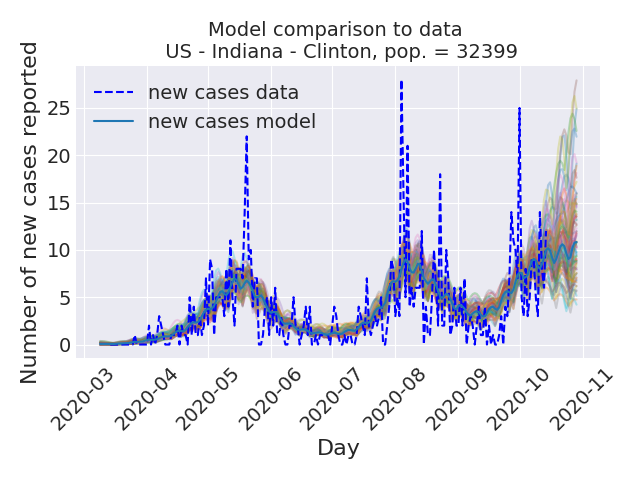 Model comparison to data
US - Indiana - Clinton, pop. = 32399
Number of new cases reported
25
20
15
10
5
0
new cases data
new cases model
2020-03
2020-04
2020-05
2020-06
2020-07
2020-08
2020-09
2020-10
2020-11
Day